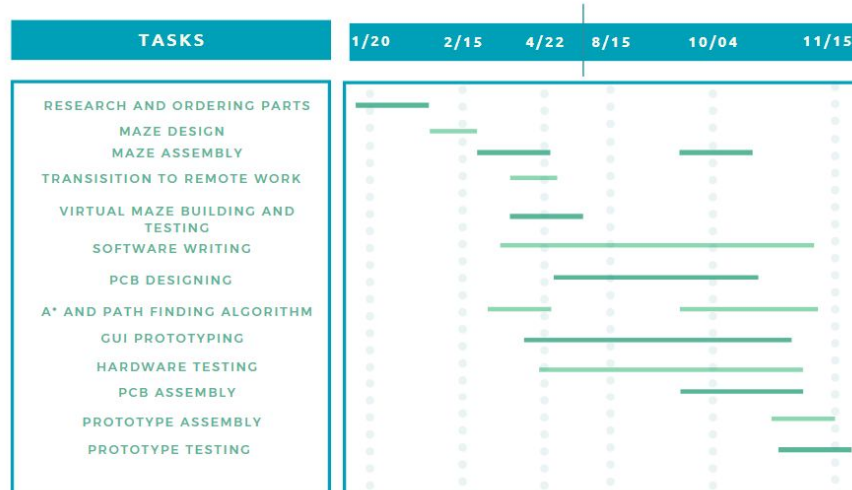 TASKS
1/20 2/15 4/22 8/15 10/04 11/15
RESEARCH AND ORDERING PARTS
MAZE DESIGN
MAZE ASSEMBLY
TRANSISITION TO REMOTE WORK
VIRTUAL MAZE BUILDING AND
TESTING
SOFTWARE WRITING
PCB DESIGNING
A* AND PATH FINDING ALGORITHM
GUI PROTOTYPING
HARDWARE TESTING
PCB ASSEMBLY
PROTOTYPE ASSEMBLY
PROTOTYPE TESTING